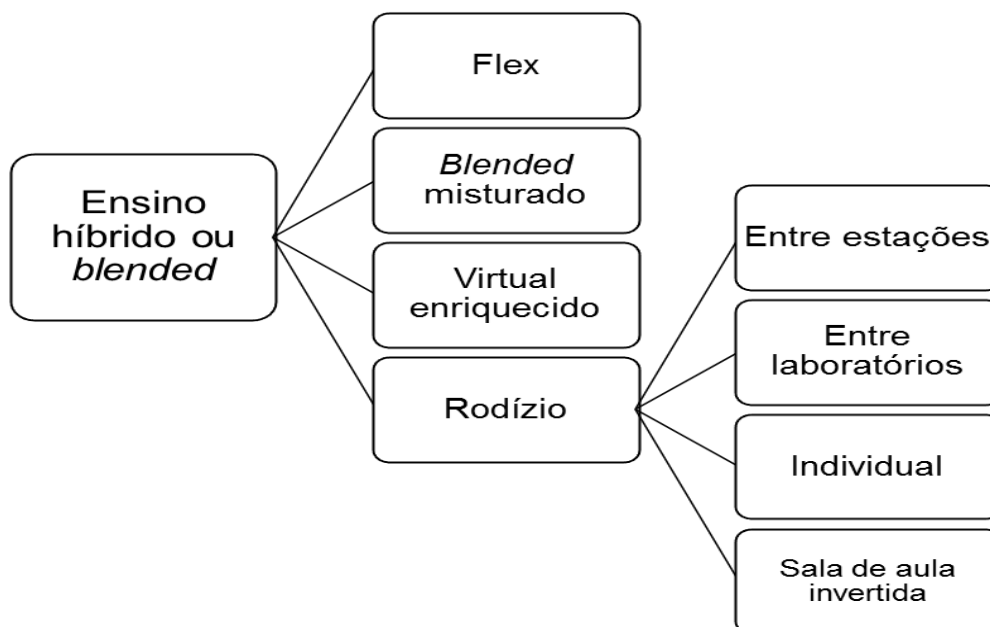 Ensino
híbrido ou
blended
Flex
Blended
misturado
Virtual
enriquecido
Rodízio
Entre estações
Entre
laboratórios
Individual
Sala de aula
invertida